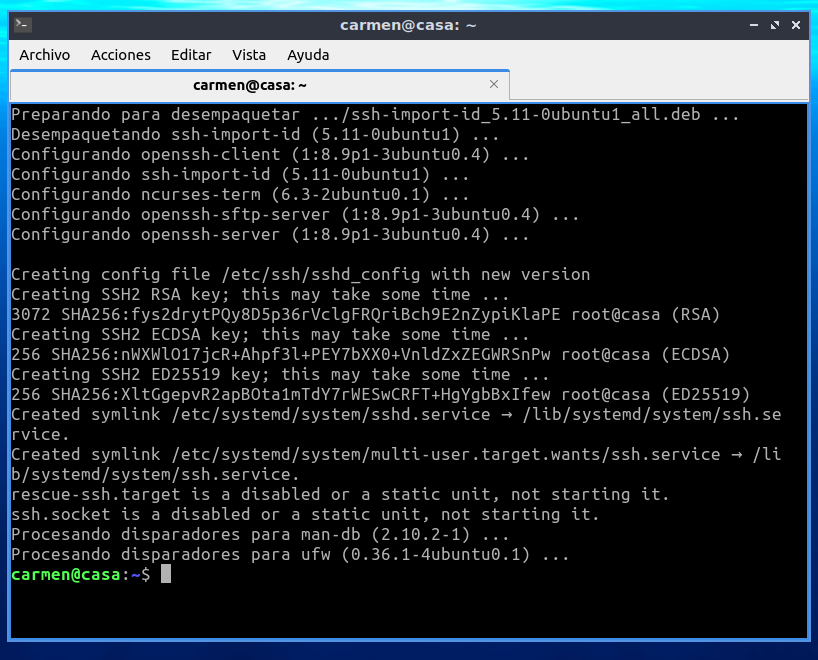 carmen@casa: ~
Archivo Acciones Editar Vista Ayuda
carmen@casa: ~
Preparando para desempaquetar .../ssh-import-id_5.11-0ubuntu1_all.deb ...
Desempaquetando ssh-import-id (5.11-0ubuntu1) ...
Configurando openssh-client (1:8.9p1-3ubuntu0.4) ...
Configurando ssh-import-id (5.11-0ubuntu1) ...
Configurando ncurses-term (6.3-2ubuntu0.1) ...
Configurando openssh-sftp-server (1:8.9p1-3ubuntu0.4) ...
Configurando openssh-server (1:8.9p1-3ubuntu0.4) ...
Creating config file /etc/ssh/sshd_config with new version
Creating SSH2 RSA key; this may take some time ...
3072 SHA256:fys2drytPQy8D5p36rVclgFRQriBch9E2nZypiKlaPE root@casa (RSA)
Creating SSH2 ECDSA key; this may take some time ...
256 SHA256:nWXWlO17jcR+Ahpf3l+PEY7bXX0+VnldZxZEGWRSnPw root@casa (ECDSA)
Creating SSH2 ED25519 key; this may take some time ...
256 SHA256:XltGgepvR2apBOta1mTdY7rWESwCRFT+HgYgbBxIfew root@casa (ED25519)
Created symlink /etc/systemd/system/sshd.service → /lib/systemd/system/ssh.se
rvice.
Created symlink /etc/systemd/system/multi-user.target.wants/ssh.service → /li
b/systemd/system/ssh.service.
rescue-ssh.target is a disabled or a static unit, not starting it.
ssh.socket is a disabled or a static unit, not starting it.
Procesando disparadores para man-db (2.10.2-1) ...
Procesando disparadores para ufw (0.36.1-4ubuntu0.1) ...
carmen@casa:~$